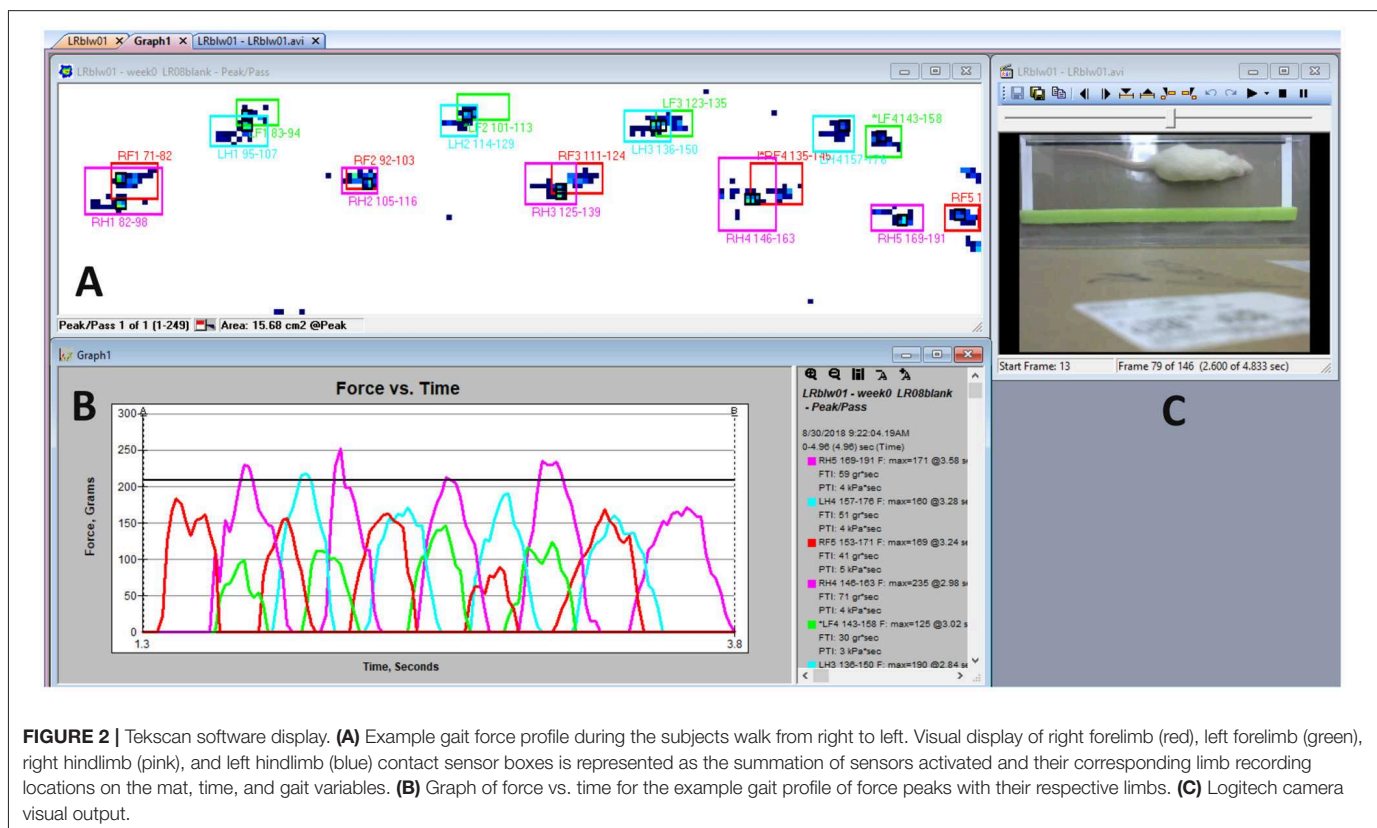 LRblw01 × Graph1 × LRblw01 - LRblw01.avi ×
LRblw01 - week0 LR08blank - Peak/Pass
LF1 83-94
LH1 95-107
RF1 71-82
RH1 82-98
LF2 101-113
LH2 114-129
RF2 92-103
RH2 105-116
LF3 123-135
LH3 136-150
RF3 111-124
RH3 125-139
*LF4 143-158
LH4 157-176
RH4 146-163
RF5 1
RH5 169-191
A
Peak/Pass 1 of 1 (1-249) Area: 15.68 cm2 @Peak
LRblw01 - LRblw01.avi
Start Frame: 13 Frame 79 of 146 (2.600 of 4.833 sec)
C
Graph1
B
Force vs. Time
Force, Grams
300
250
200
150
100
50
0
A
B
1.3
3.8
Time, Seconds
LRblw01 - week0 LR08blank
- Peak/Pass
8/30/2018 9:22:04.19AM
0-4.96 (4.96) sec (Time)
RH5 169-191 F: max=171 @3.58 s
FTI: 59 gr*sec
PTI: 4 kPa*sec
LH4 157-176 F: max=160 @3.28 s
FTI: 51 gr*sec
PTI: 4 kPa*sec
RF5 153-171 F: max=169 @3.24 s
FTI: 41 gr*sec
PTI: 5 kPa*sec
RH4 146-163 F: max=235 @2.98 s
FTI: 71 gr*sec
PTI: 4 kPa*sec
*LF4 143-158 F: max=125 @3.02 s
FTI: 30 gr*sec
PTI: 3 kPa*sec
LH3 136-150 F: max=190 @2.84 s
FIGURE 2 | Tekscan software display. (A) Example gait force profile during the subjects walk from right to left. Visual display of right forelimb (red), left forelimb (green),
right hindlimb (pink), and left hindlimb (blue) contact sensor boxes is represented as the summation of sensors activated and their corresponding limb recording
locations on the mat, time, and gait variables. (B) Graph of force vs. time for the example gait profile of force peaks with their respective limbs. (C) Logitech camera
visual output.